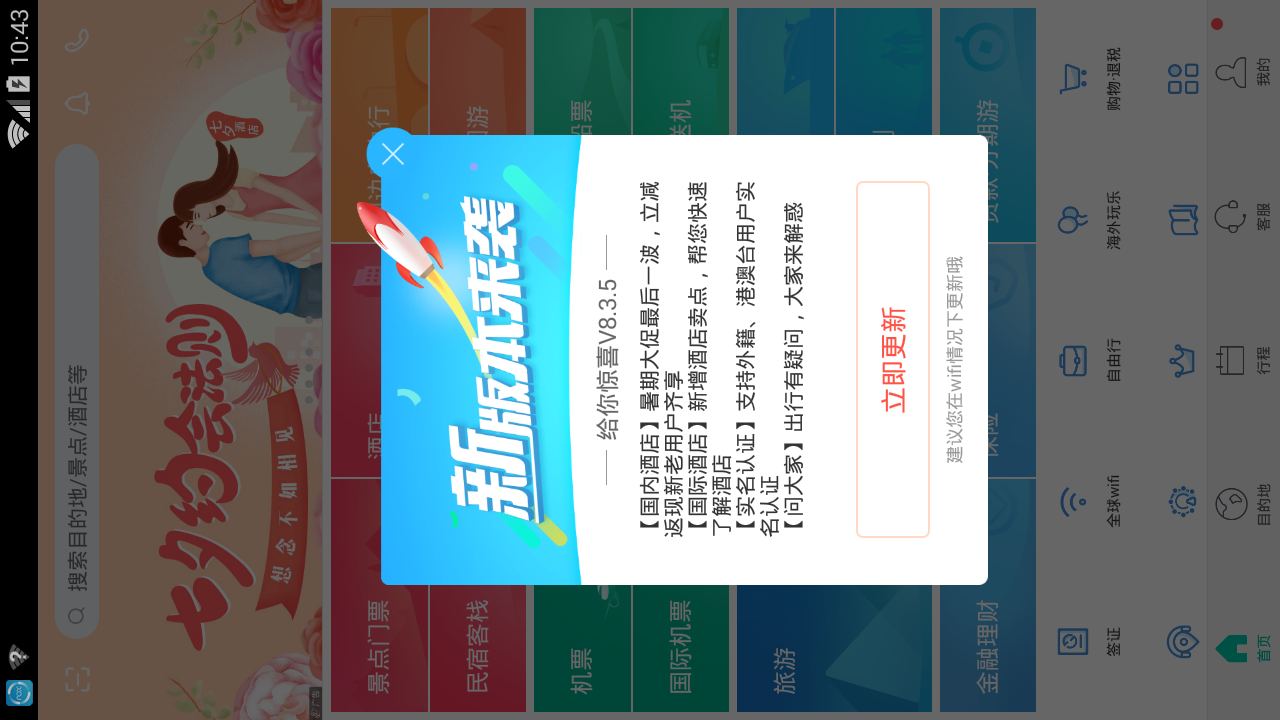 10:43
搜索目的地/景点/酒店等
七夕约会法则
想念不如相见
七夕
酒店
广告
景点门票
酒店
民宿客栈
机票
国际机票
旅游
金融理财
保险
新版本来袭
给你惊喜V8.3.5
【国内酒店】暑期大促最后一波，立减
返现新老用户齐享
【国际酒店】新增酒店卖点，帮您快速
了解酒店
【实名认证】支持外籍、港澳台用户实
名认证
【问大家】出行有疑问，大家来解惑
立即更新
建议您在wifi情况下更新哦
签证
全球wifi
自由行
海外玩乐
购物·退税
首页
目的地
行程
客服
我的